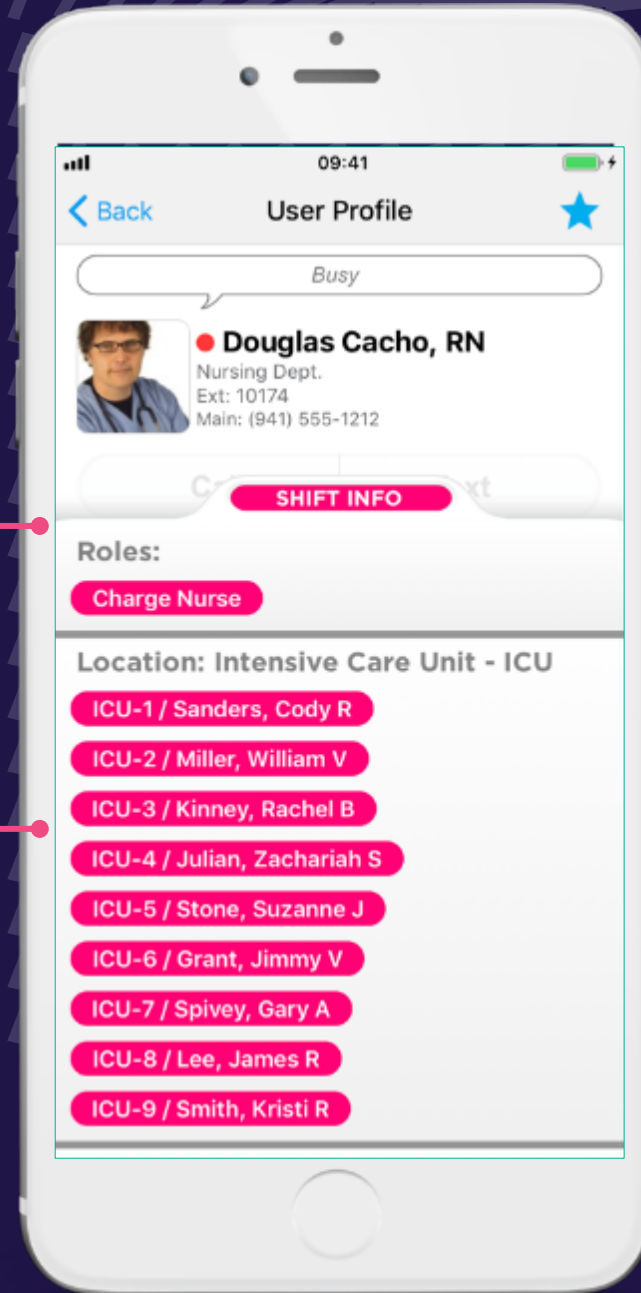 09:41
Back User Profile
Busy
Douglas Cacho, RN
Nursing Dept.
Ext: 10174
Main: (941) 555-1212
SHIFT INFO
Roles:
Charge Nurse
Location: Intensive Care Unit - ICU
ICU-1 / Sanders, Cody R
ICU-2 / Miller, William V
ICU-3 / Kinney, Rachel B
ICU-4 / Julian, Zachariah S
ICU-5 / Stone, Suzanne J
ICU-6 / Grant, Jimmy V
ICU-7 / Spivey, Gary A
ICU-8 / Lee, James R
ICU-9 / Smith, Kristi R